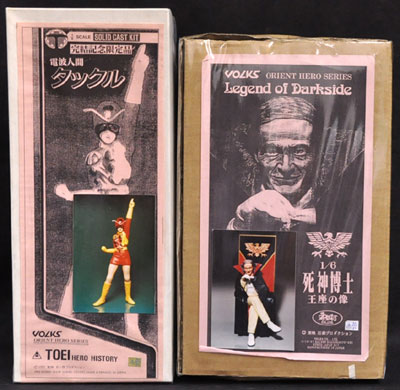 SCALE SOLID CAST KIT
完結記念限定品
電波人間
タックル
VOLKS
ORIENT HERO SERIES
TOEI HERO HISTORY
VOLKS ORIENT HERO SERIES
Legend of Darkside
1/6
死神博士
王座の像